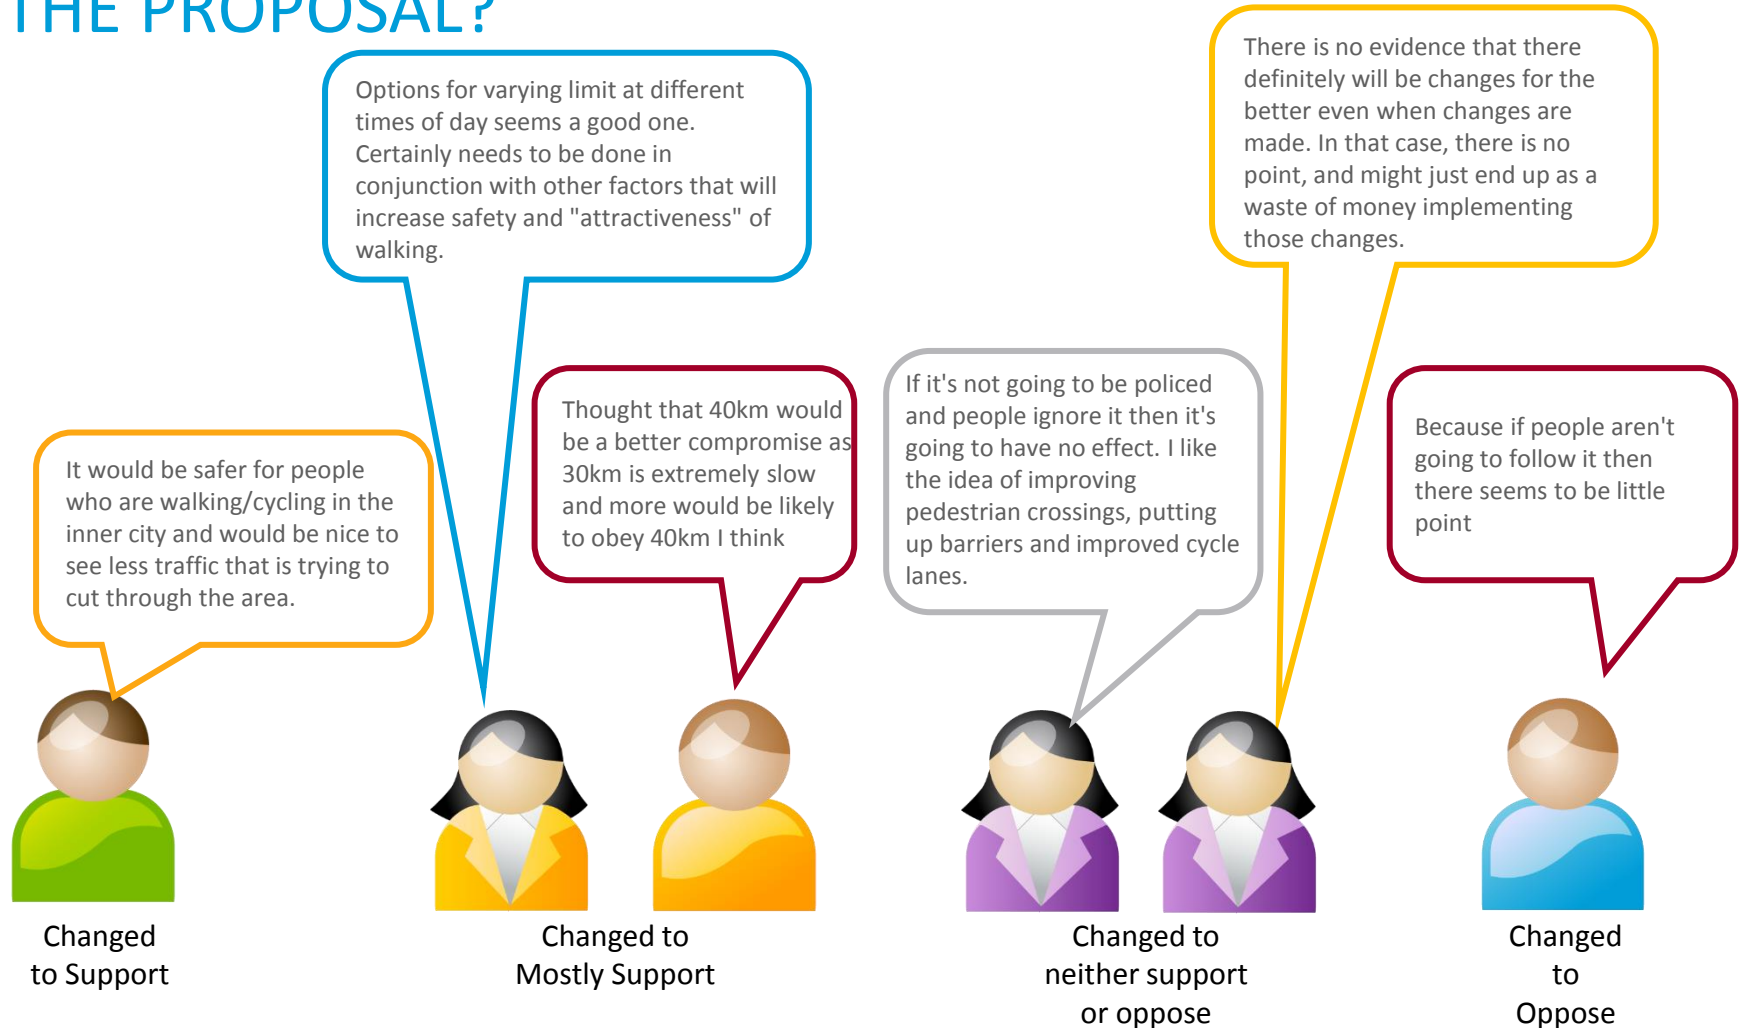 THE PROPOSAL?
Options for varying limit at different
times of day seems a good one.
Certainly needs to be done in
conjunction with other factors that will
increase safety and "attractiveness" of
walking.
There is no evidence that there
definitely will be changes for the
better even when changes are
made. In that case, there is no
point, and might just end up as a
waste of money implementing
those changes.
It would be safer for people
who are walking/cycling in the
inner city and would be nice to
see less traffic that is trying to
cut through the area.
Thought that 40km would
be a better compromise as
30km is extremely slow
and more would be likely
to obey 40km I think
If it's not going to be policed
and people ignore it then it's
going to have no effect. I like
the idea of improving
pedestrian crossings, putting
up barriers and improved cycle
lanes.
Because if people aren't
going to follow it then
there seems to be little
point
Changed
to Support
Changed to
Mostly Support
Changed to
neither support
or oppose
Changed
to
Oppose